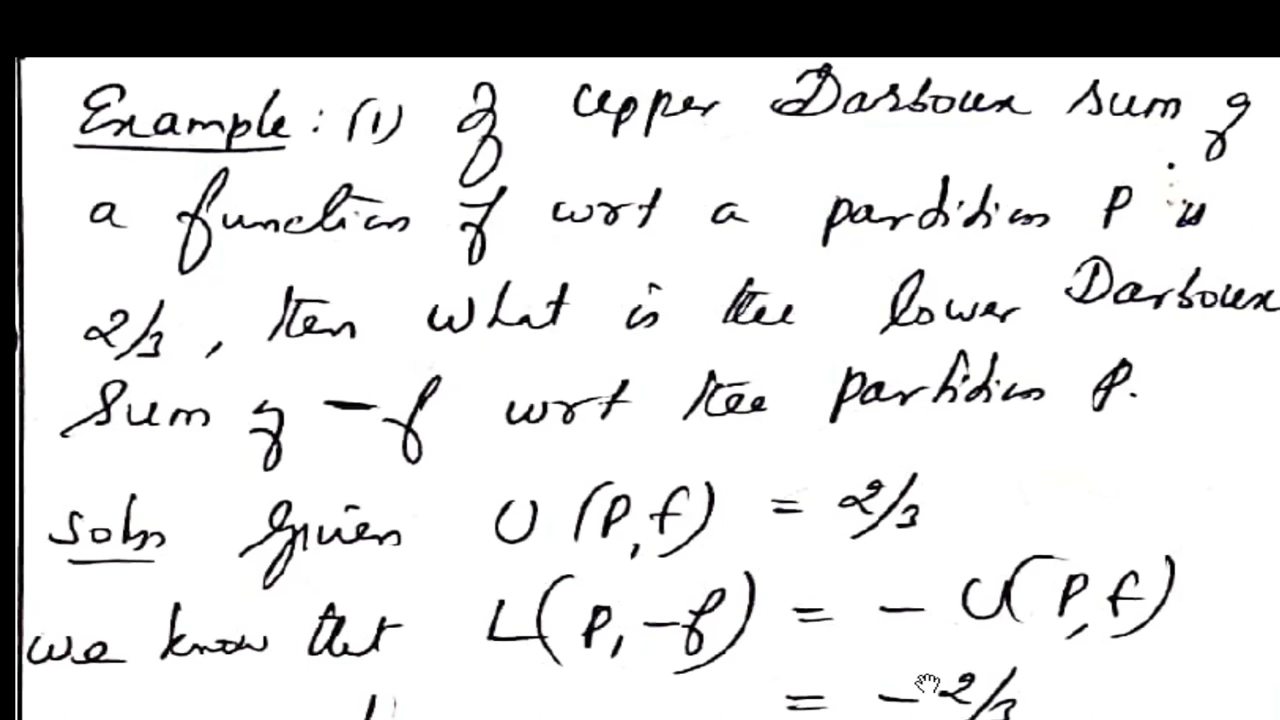 Example: (1) If upper Darboux sum of
a function f wrt a partition P is
2/3, then what is the lower Darboux
sum of -f wrt the partition P.
Soln Given U(P,f) = 2/3
we know that L(P,-f) = - U(P,f)
= - 2/3